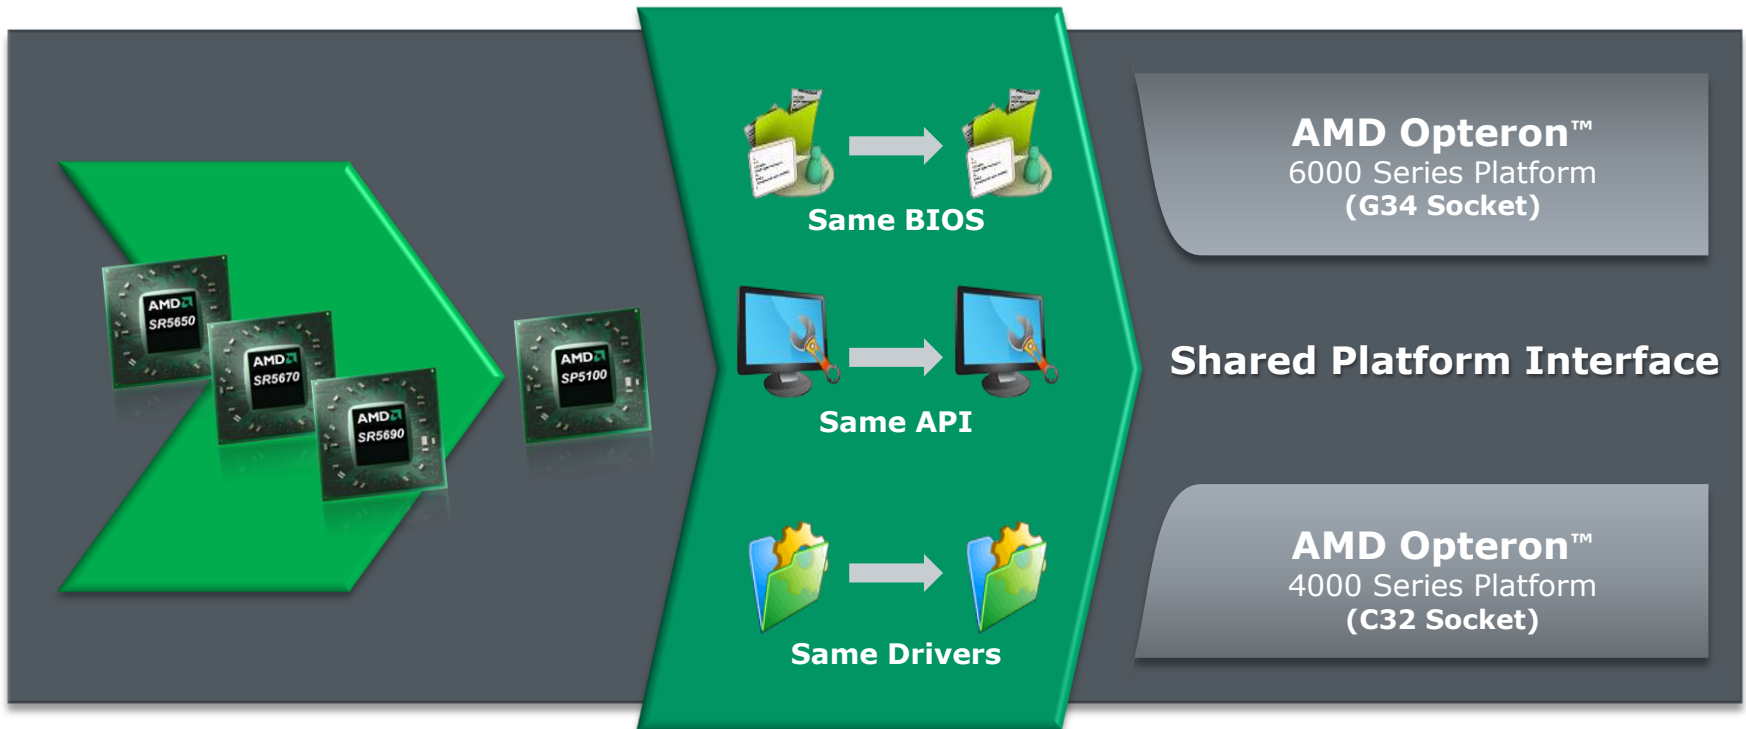 AMD
SR5650
AMD
SR5670
AMD
SR5690
AMD
SP5100
Same BIOS
Same API
Same Drivers
AMD Opteron™
6000 Series Platform
(G34 Socket)
Shared Platform Interface
AMD Opteron™
4000 Series Platform
(C32 Socket)